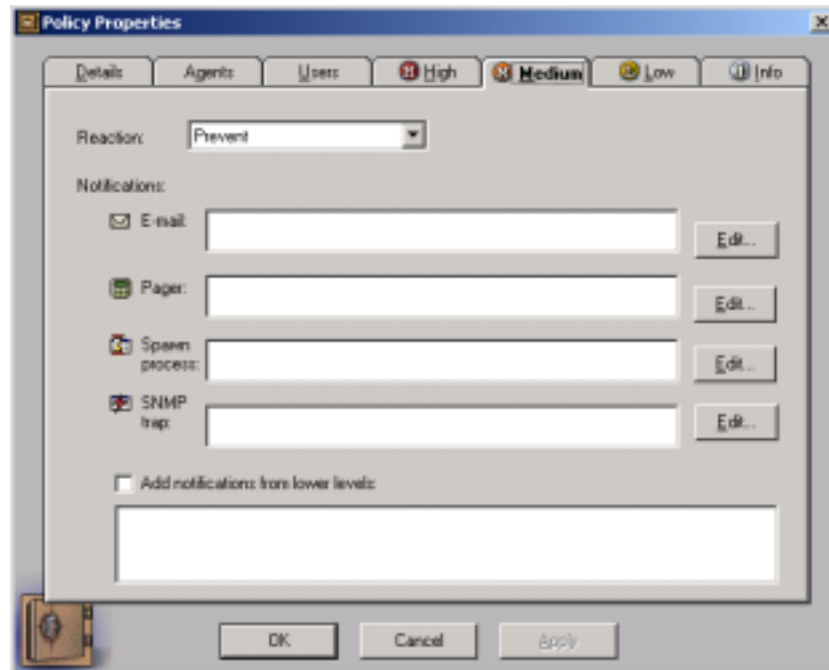 Policy Properties
Details Agents Users High Medium Low Info
Reaction: Prevent
Notifications:
E-mail: Edit...
Pager: Edit...
Spawn process: Edit...
SNMP trap: Edit...
Add notifications from lower levels:
OK Cancel Apply